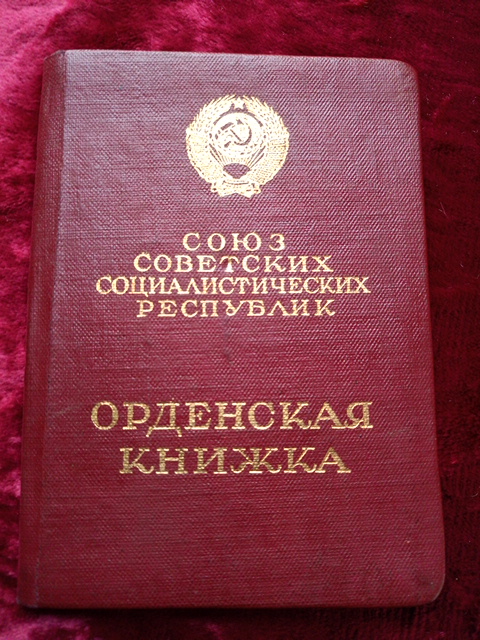 СОЮЗ
СОВЕТСКИХ
СОЦИАЛИСТИЧЕСКИХ
РЕСПУБЛИК
ОРДЕНСКАЯ
КНИЖКА